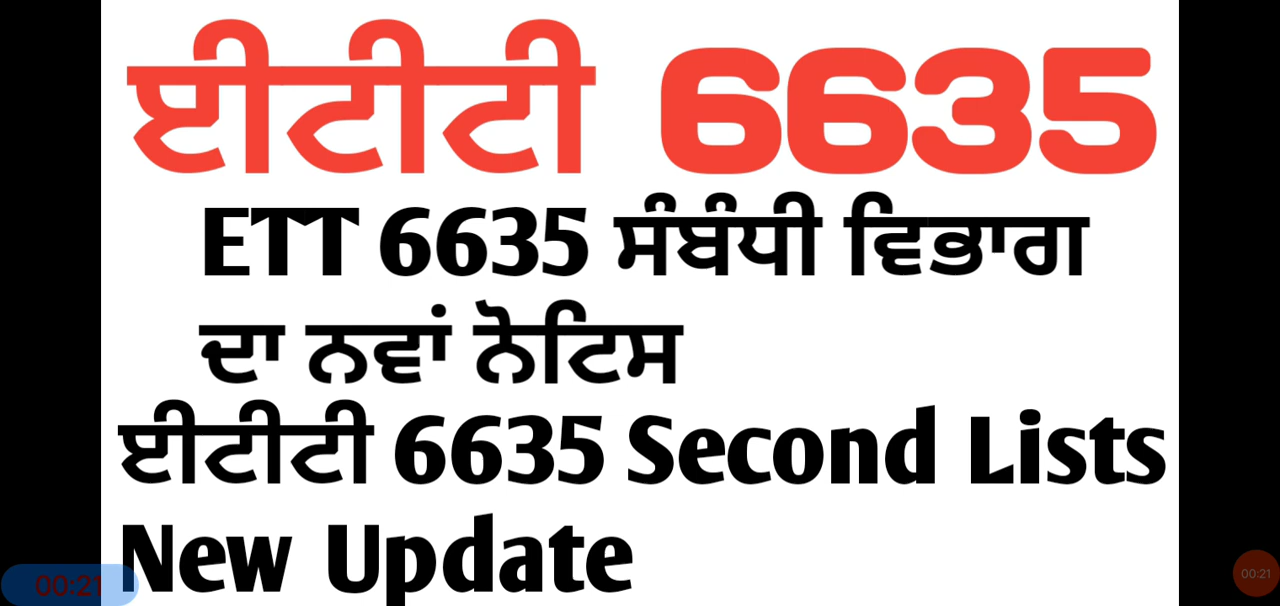 ਈਟੀਟੀ 6635
ETT 6635 ਸੰਬੰਧੀ ਵਿਭਾਗ
ਦਾ ਨਵਾਂ ਨੋਟਿਸ
ਈਟੀਟੀ 6635 Second Lists
New Update
00:21
00:21